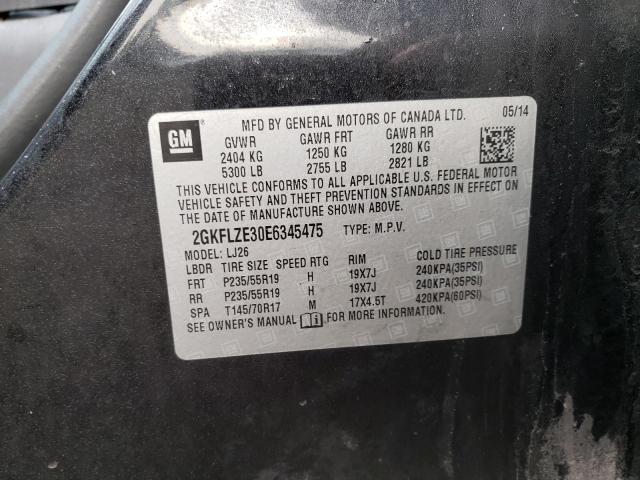 MFD BY GENERAL MOTORS OF CANADA LTD. 05/14
GM
GVWR GAWR FRT GAWR RR
2404 KG 1250 KG 1280 KG
5300 LB 2755 LB 2821 LB
THIS VEHICLE CONFORMS TO ALL APPLICABLE U.S. FEDERAL MOTOR
VEHICLE SAFETY AND THEFT PREVENTION STANDARDS IN EFFECT ON
THE DATE OF MANUFACTURE SHOWN ABOVE.
2GKFLZE30E6345475 TYPE: M.P.V.
MODEL: LJ26
LBDR TIRE SIZE SPEED RTG RIM COLD TIRE PRESSURE
FRT P235/55R19 H 19X7J 240KPA(35PSI)
RR P235/55R19 H 19X7J 240KPA(35PSI)
SPA T145/70R17 M 17X4.5T 420KPA(60PSI)
SEE OWNER'S MANUAL FOR MORE INFORMATION.